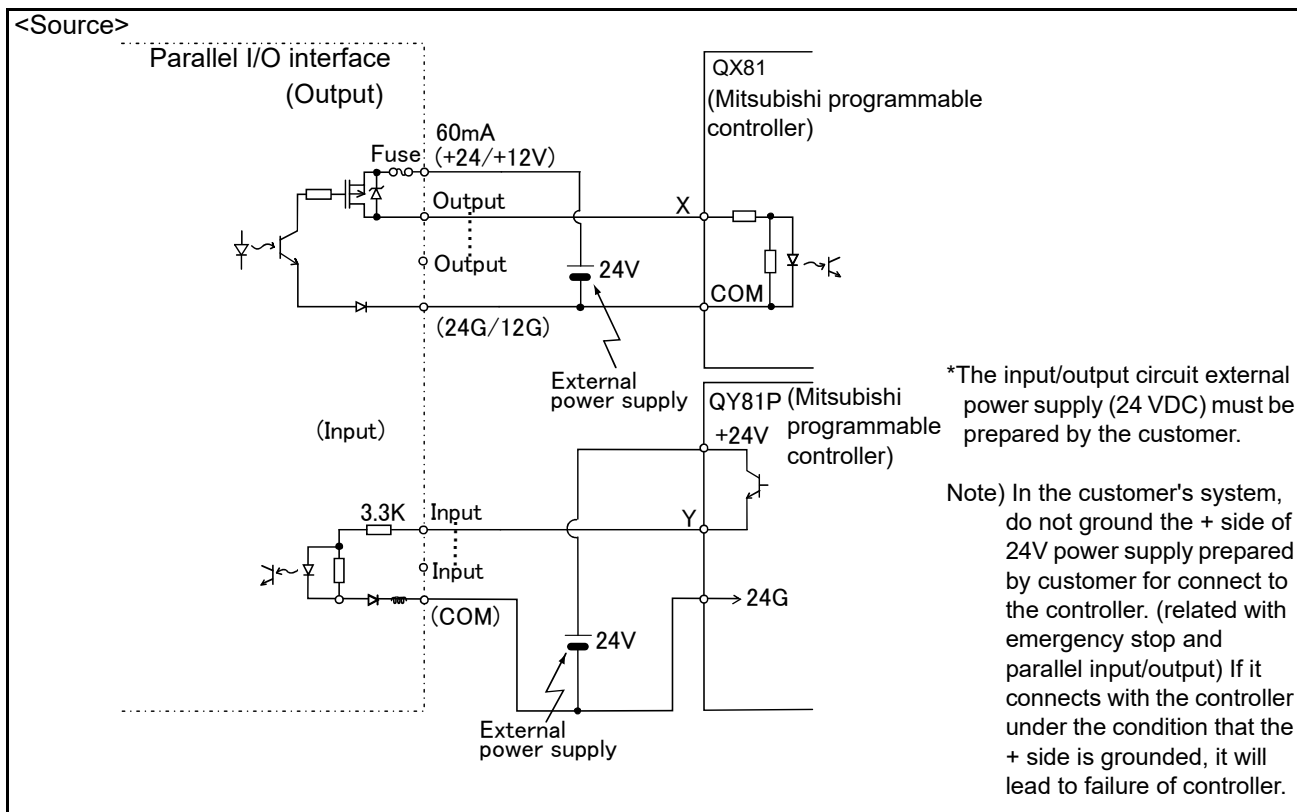 <Source>
Parallel I/O interface
(Output)
QX81
(Mitsubishi programmable
controller)
60mA
Fuse
(+24/+12V)
Output
X
Output
24V
COM
(24G/12G)
External
power supply
QY81P
(Mitsubishi
programmable
controller)
+24V
(Input)
3.3K
Input
Y
Input
(COM)
24G
24V
External
power supply
*The input/output circuit external
power supply (24 VDC) must be
prepared by the customer.
Note) In the customer's system,
do not ground the + side of
24V power supply prepared
by customer for connect to
the controller. (related with
emergency stop and
parallel input/output) If it
connects with the controller
under the condition that the
+ side is grounded, it will
lead to failure of controller.